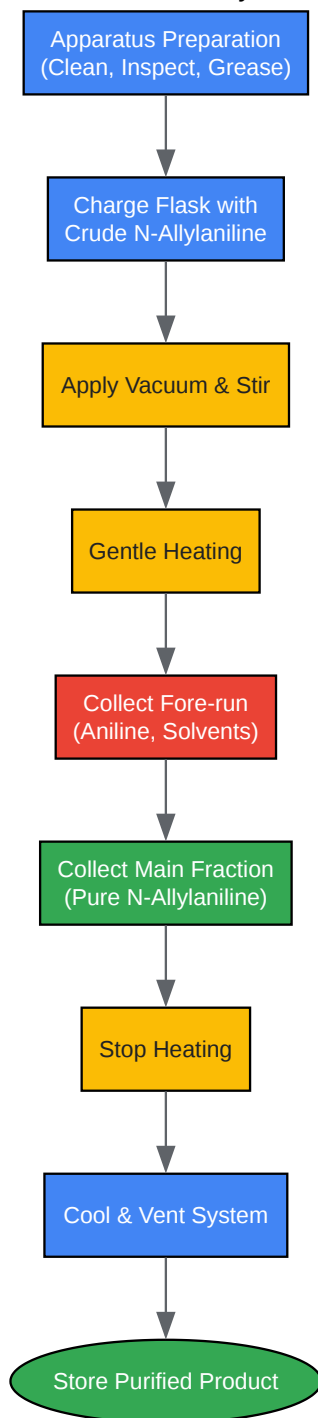 Apparatus Preparation
(Clean, Inspect, Grease)
Charge Flask with
Crude N-Allylaniline
Apply Vacuum & Stir
Gentle Heating
Collect Fore-run
(Aniline, Solvents)
Collect Main Fraction
(Pure N-Allylaniline)
Stop Heating
Cool & Vent System
Store Purified Product